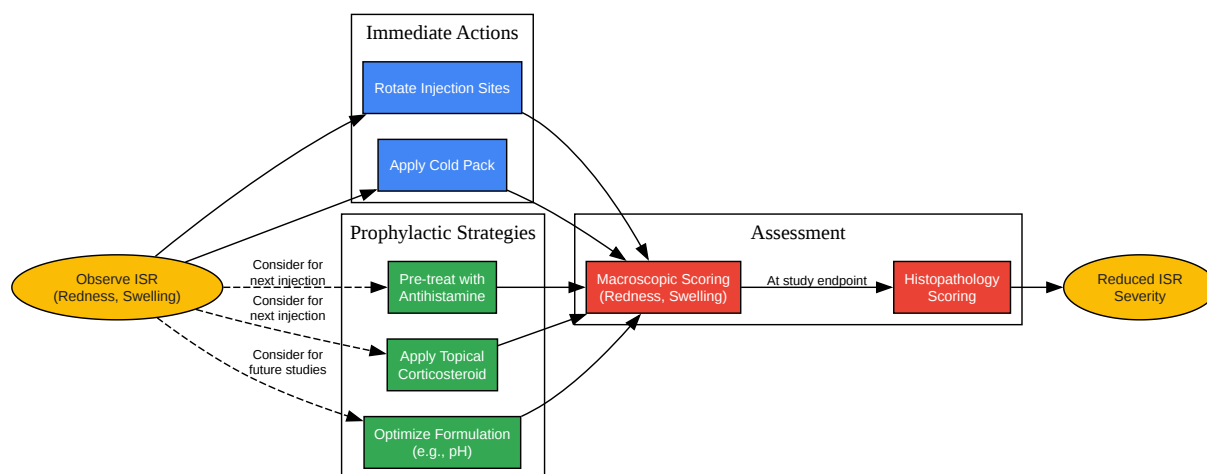 Immediate Actions
Rotate Injection Sites
Apply Cold Pack
Prophylactic Strategies
Assessment
Observe ISR
(Redness, Swelling)
Consider for
next injection
Consider for
next injection
Consider for
future studies
Pre-treat with
Antihistamine
Apply Topical
Corticosteroid
Optimize Formulation
(e.g., pH)
Macroscopic Scoring
(Redness, Swelling)
At study endpoint
Histopathology
Scoring
Reduced ISR
Severity